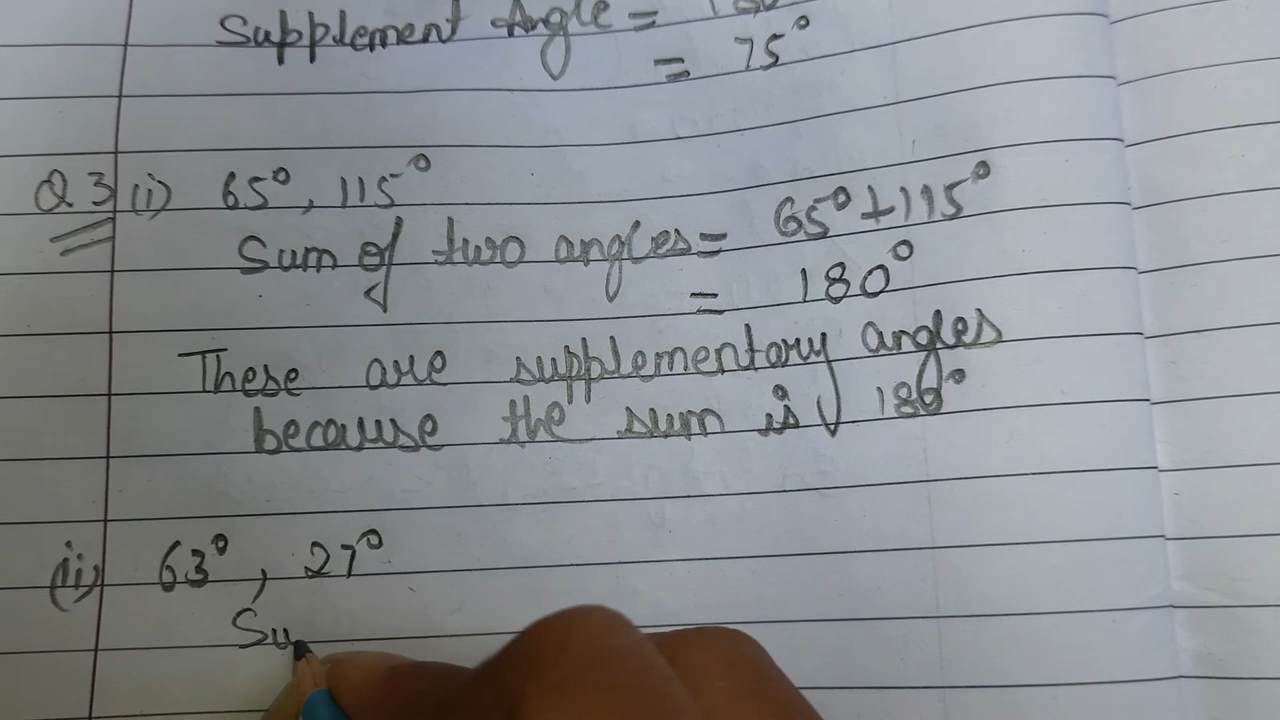 Supplement Angle =
= 75°
Q3 (i) 65°, 115°
Sum of two angles = 65° + 115°
= 180°
These are supplementory angles
because the sum is 180°
(ii) 63°, 27°
Su